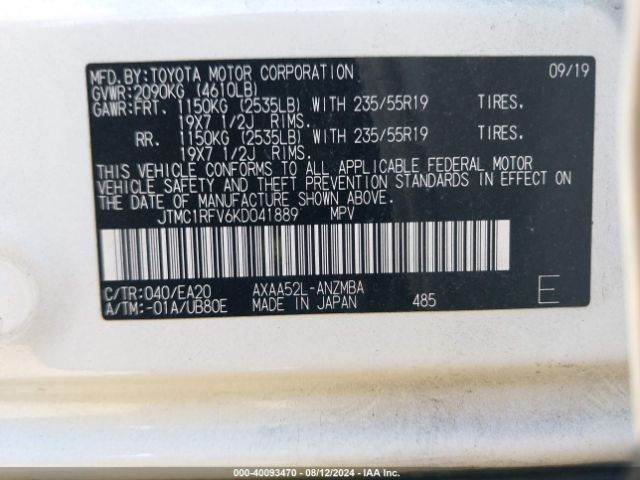 MFD.BY:TOYOTA MOTOR CORPORATION 09/19
GVWR:2090KG (4610LB)
GAWR:FRT. 1150KG (2535LB) WITH 235/55R19 TIRES.
19X7 1/2J RIMS.
RR. 1150KG (2535LB) WITH 235/55R19 TIRES.
19X7 1/2J RIMS.
THIS VEHICLE CONFORMS TO ALL APPLICABLE FEDERAL MOTOR
VEHICLE SAFETY AND THEFT PREVENTION STANDARDS IN EFFECT ON
THE DATE OF MANUFACTURE SHOWN ABOVE.
JTMC1RFV6KD041889 MPV
C/TR:040/EA20 AXAA52L-ANZMBA
A/TM:-01A/UB80E MADE IN JAPAN 485 E
000-40093470 - 08/12/2024 - IAA Inc.